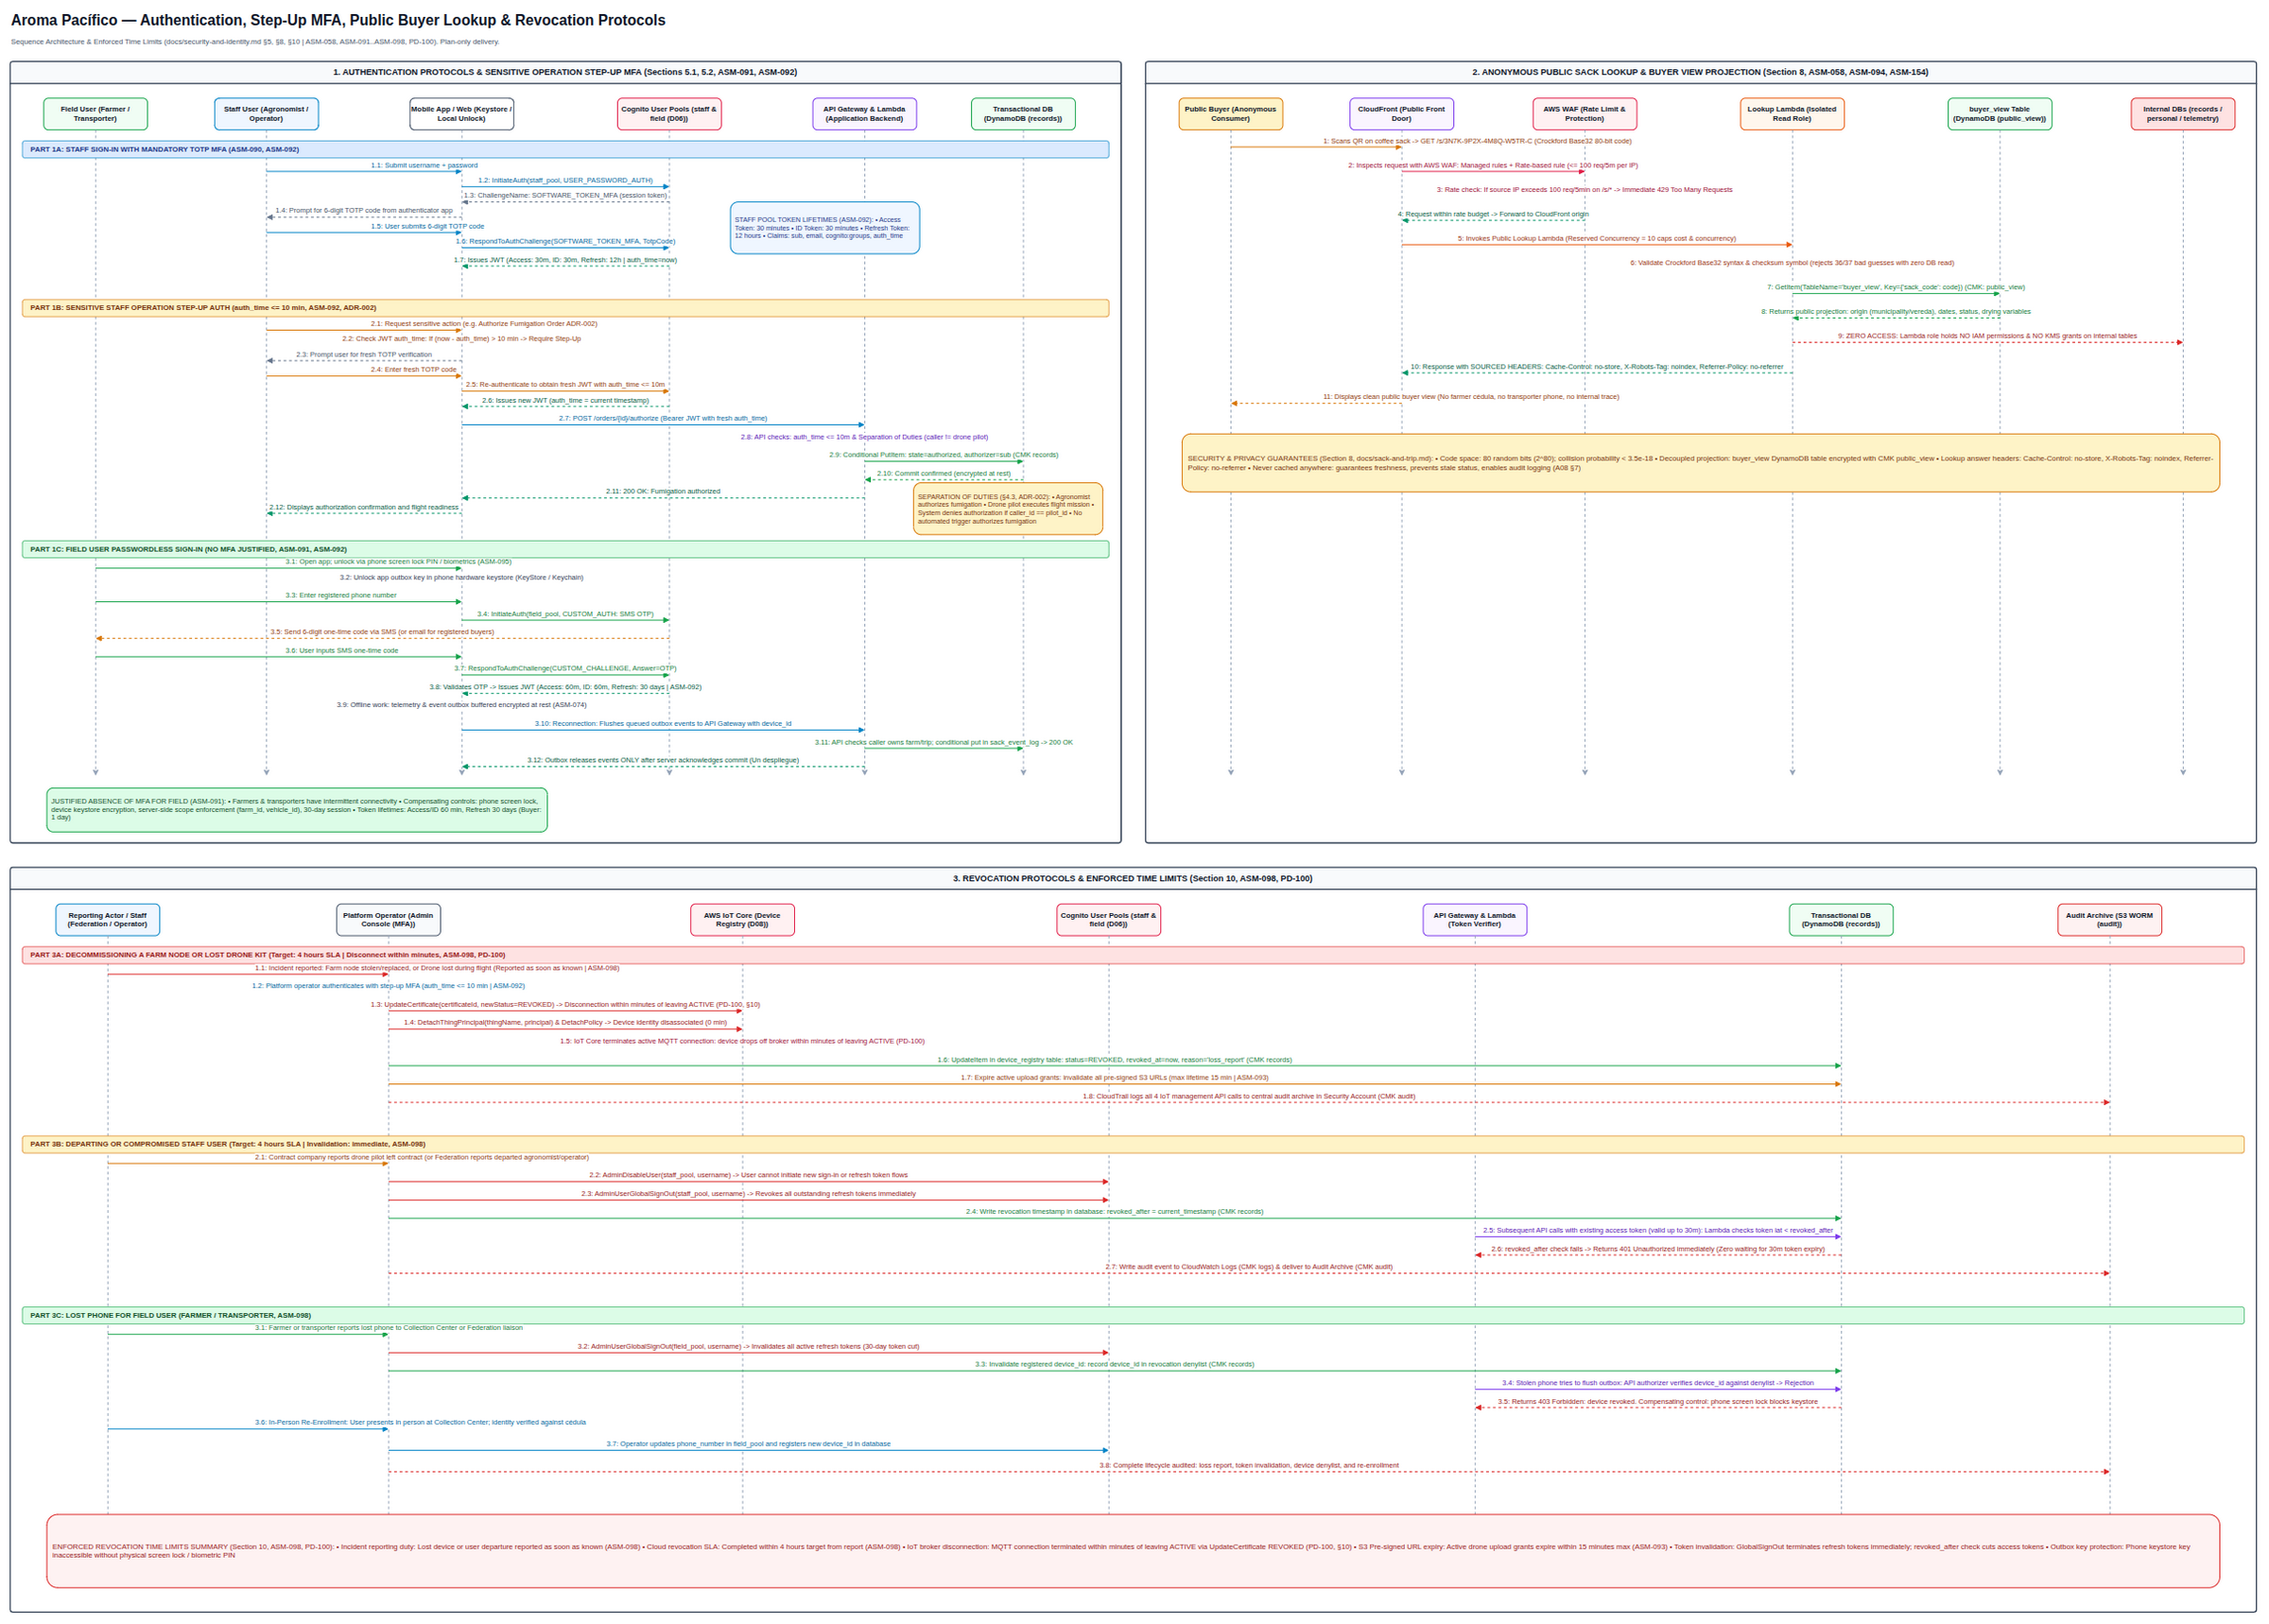 Aroma Pacífico — Authentication, Step-Up MFA, Public Buyer Lookup & Revocation Protocols
Sequence Architecture & Enforced Time Limits (docs/security-and-identity.md §5, §8, §10 | ASM-058, ASM-091..ASM-098, PD-100). Plan-only delivery.
1. AUTHENTICATION PROTOCOLS & SENSITIVE OPERATION STEP-UP MFA (Sections 5.1, 5.2, ASM-091, ASM-092)
Field User (Farmer /
Transporter)
Staff User (Agronomist /
Operator)
Mobile App / Web (Keystore /
Local Unlock)
Cognito User Pools (staff &
field (D06))
API Gateway & Lambda
(Application Backend)
Transactional DB
(DynamoDB (records))
PART 1A: STAFF SIGN-IN WITH MANDATORY TOTP MFA (ASM-090, ASM-092)
1.1: Submit username + password
1.2: InitiateAuth(staff_pool, USER_PASSWORD_AUTH)
1.3: ChallengeName: SOFTWARE_TOKEN_MFA (session token)
1.4: Prompt for 6-digit TOTP code from authenticator app
1.5: User submits 6-digit TOTP code
1.6: RespondToAuthChallenge(SOFTWARE_TOKEN_MFA, TotpCode)
1.7: Issues JWT (Access: 30m, ID: 30m, Refresh: 12h | auth_time=now)
STAFF POOL TOKEN LIFETIMES (ASM-092): • Access
Token: 30 minutes • ID Token: 30 minutes • Refresh Token:
12 hours • Claims: sub, email, cognito:groups, auth_time
PART 1B: SENSITIVE STAFF OPERATION STEP-UP AUTH (auth_time <= 10 min, ASM-092, ADR-002)
2.1: Request sensitive action (e.g. Authorize Fumigation Order ADR-002)
2.2: Check JWT auth_time: If (now - auth_time) > 10 min -> Require Step-Up
2.3: Prompt user for fresh TOTP verification
2.4: Enter fresh TOTP code
2.5: Re-authenticate to obtain fresh JWT with auth_time <= 10m
2.6: Issues new JWT (auth_time = current timestamp)
2.7: POST /orders/{id}/authorize (Bearer JWT with fresh auth_time)
2.8: API checks: auth_time <= 10m & Separation of Duties (caller != drone pilot)
2.9: Conditional PutItem: state=authorized, authorizer=sub (CMK records)
2.10: Commit confirmed (encrypted at rest)
2.11: 200 OK: Fumigation authorized
2.12: Displays authorization confirmation and flight readiness
SEPARATION OF DUTIES (§4.3, ADR-002): • Agronomist
authorizes fumigation • Drone pilot executes flight mission •
System denies authorization if caller_id == pilot_id • No
automated trigger authorizes fumigation
PART 1C: FIELD USER PASSWORDLESS SIGN-IN (NO MFA JUSTIFIED, ASM-091, ASM-092)
3.1: Open app; unlock via phone screen lock PIN / biometrics (ASM-095)
3.2: Unlock app outbox key in phone hardware keystore (KeyStore / Keychain)
3.3: Enter registered phone number
3.4: InitiateAuth(field_pool, CUSTOM_AUTH: SMS OTP)
3.5: Send 6-digit one-time code via SMS (or email for registered buyers)
3.6: User inputs SMS one-time code
3.7: RespondToAuthChallenge(CUSTOM_CHALLENGE, Answer=OTP)
3.8: Validates OTP -> Issues JWT (Access: 60m, ID: 60m, Refresh: 30 days | ASM-092)
3.9: Offline work: telemetry & event outbox buffered encrypted at rest (ASM-074)
3.10: Reconnection: Flushes queued outbox events to API Gateway with device_id
3.11: API checks caller owns farm/trip; conditional put in sack_event_log -> 200 OK
3.12: Outbox releases events ONLY after server acknowledges commit (Un despliegue)
JUSTIFIED ABSENCE OF MFA FOR FIELD (ASM-091): • Farmers & transporters have intermittent connectivity • Compensating controls: phone screen lock,
device keystore encryption, server-side scope enforcement (farm_id, vehicle_id), 30-day session • Token lifetimes: Access/ID 60 min, Refresh 30 days (Buyer:
1 day)
2. ANONYMOUS PUBLIC SACK LOOKUP & BUYER VIEW PROJECTION (Section 8, ASM-058, ASM-094, ASM-154)
Public Buyer (Anonymous
Consumer)
CloudFront (Public Front
Door)
AWS WAF (Rate Limit &
Protection)
Lookup Lambda (Isolated
Read Role)
buyer_view Table
(DynamoDB (public_view))
Internal DBs (records /
personal / telemetry)
1: Scans QR on coffee sack -> GET /s/3N7K-9P2X-4M8Q-W5TR-C (Crockford Base32 80-bit code)
2: Inspects request with AWS WAF: Managed rules + Rate-based rule (<= 100 req/5m per IP)
3: Rate check: If source IP exceeds 100 req/5min on /s/* -> Immediate 429 Too Many Requests
4: Request within rate budget -> Forward to CloudFront origin
5: Invokes Public Lookup Lambda (Reserved Concurrency = 10 caps cost & concurrency)
6: Validate Crockford Base32 syntax & checksum symbol (rejects 36/37 bad guesses with zero DB read)
7: GetItem(TableName='buyer_view', Key={'sack_code': code}) (CMK: public_view)
8: Returns public projection: origin (municipality/vereda), dates, status, drying variables
9: ZERO ACCESS: Lambda role holds NO IAM permissions & NO KMS grants on internal tables
10: Response with SOURCED HEADERS: Cache-Control: no-store, X-Robots-Tag: noindex, Referrer-Policy: no-referrer
11: Displays clean public buyer view (No farmer cédula, no transporter phone, no internal trace)
SECURITY & PRIVACY GUARANTEES (Section 8, docs/sack-and-trip.md): • Code space: 80 random bits (2^80); collision probability < 3.5e-18 • Decoupled projection: buyer_view DynamoDB table encrypted with CMK public_view • Lookup answer headers: Cache-Control: no-store, X-Robots-Tag: noindex, Referrer-
Policy: no-referrer • Never cached anywhere: guarantees freshness, prevents stale status, enables audit logging (A08 §7)
3. REVOCATION PROTOCOLS & ENFORCED TIME LIMITS (Section 10, ASM-098, PD-100)
Reporting Actor / Staff
(Federation / Operator)
Platform Operator (Admin
Console (MFA))
AWS IoT Core (Device
Registry (D08))
Cognito User Pools (staff &
field (D06))
API Gateway & Lambda
(Token Verifier)
Transactional DB
(DynamoDB (records))
Audit Archive (S3 WORM
(audit))
PART 3A: DECOMMISSIONING A FARM NODE OR LOST DRONE KIT (Target: 4 hours SLA | Disconnect within minutes, ASM-098, PD-100)
1.1: Incident reported: Farm node stolen/replaced, or Drone lost during flight (Reported as soon as known | ASM-098)
1.2: Platform operator authenticates with step-up MFA (auth_time <= 10 min | ASM-092)
1.3: UpdateCertificate(certificateId, newStatus=REVOKED) -> Disconnection within minutes of leaving ACTIVE (PD-100, §10)
1.4: DetachThingPrincipal(thingName, principal) & DetachPolicy -> Device identity disassociated (0 min)
1.5: IoT Core terminates active MQTT connection: device drops off broker within minutes of leaving ACTIVE (PD-100)
1.6: UpdateItem in device_registry table: status=REVOKED, revoked_at=now, reason='loss_report' (CMK records)
1.7: Expire active upload grants: invalidate all pre-signed S3 URLs (max lifetime 15 min | ASM-093)
1.8: CloudTrail logs all 4 IoT management API calls to central audit archive in Security Account (CMK audit)
PART 3B: DEPARTING OR COMPROMISED STAFF USER (Target: 4 hours SLA | Invalidation: immediate, ASM-098)
2.1: Contract company reports drone pilot left contract (or Federation reports departed agronomist/operator)
2.2: AdminDisableUser(staff_pool, username) -> User cannot initiate new sign-in or refresh token flows
2.3: AdminUserGlobalSignOut(staff_pool, username) -> Revokes all outstanding refresh tokens immediately
2.4: Write revocation timestamp in database: revoked_after = current_timestamp (CMK records)
2.5: Subsequent API calls with existing access token (valid up to 30m): Lambda checks token iat < revoked_after
2.6: revoked_after check fails -> Returns 401 Unauthorized immediately (Zero waiting for 30m token expiry)
2.7: Write audit event to CloudWatch Logs (CMK logs) & deliver to Audit Archive (CMK audit)
PART 3C: LOST PHONE FOR FIELD USER (FARMER / TRANSPORTER, ASM-098)
3.1: Farmer or transporter reports lost phone to Collection Center or Federation liaison
3.2: AdminUserGlobalSignOut(field_pool, username) -> Invalidates all active refresh tokens (30-day token cut)
3.3: Invalidate registered device_id: record device_id in revocation denylist (CMK records)
3.4: Stolen phone tries to flush outbox: API authorizer verifies device_id against denylist -> Rejection
3.5: Returns 403 Forbidden: device revoked. Compensating control: phone screen lock blocks keystore
3.6: In-Person Re-Enrollment: User presents in person at Collection Center; identity verified against cédula
3.7: Operator updates phone_number in field_pool and registers new device_id in database
3.8: Complete lifecycle audited: loss report, token invalidation, device denylist, and re-enrollment
ENFORCED REVOCATION TIME LIMITS SUMMARY (Section 10, ASM-098, PD-100): • Incident reporting duty: Lost device or user departure reported as soon as known (ASM-098) • Cloud revocation SLA: Completed within 4 hours target from report (ASM-098) • IoT broker disconnection: MQTT connection terminated within minutes of leaving ACTIVE via UpdateCertificate REVOKED (PD-100, §10) • S3 Pre-signed URL expiry: Active drone upload grants expire within 15 minutes max (ASM-093) • Token invalidation: GlobalSignOut terminates refresh tokens immediately; revoked_after check cuts access tokens • Outbox key protection: Phone keystore key
inaccessible without physical screen lock / biometric PIN